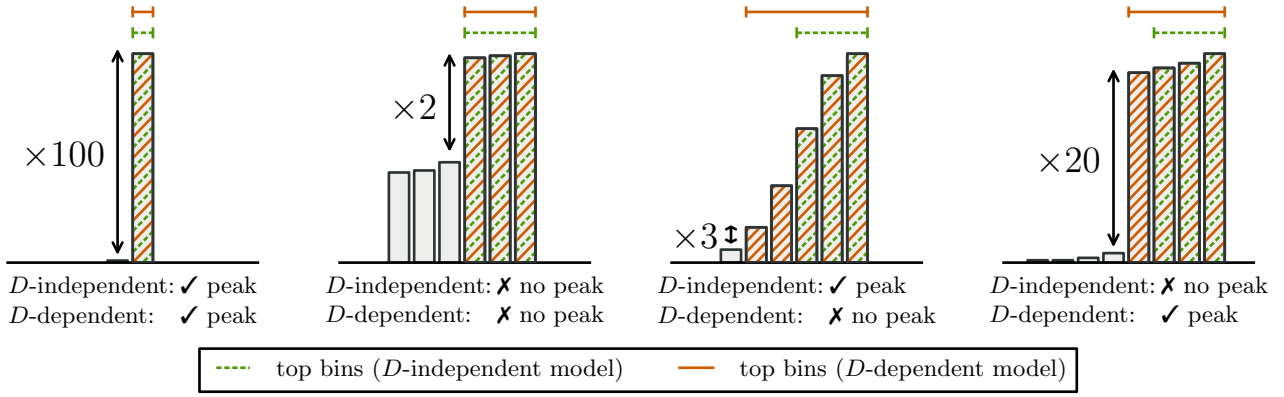 ×100
D-independent: ✓ peak
D-dependent: ✓ peak
×2
D-independent: ✗ no peak
D-dependent: ✗ no peak
×3
D-independent: ✓ peak
D-dependent: ✗ no peak
×20
D-independent: ✗ no peak
D-dependent: ✓ peak
top bins (D-independent model)
top bins (D-dependent model)